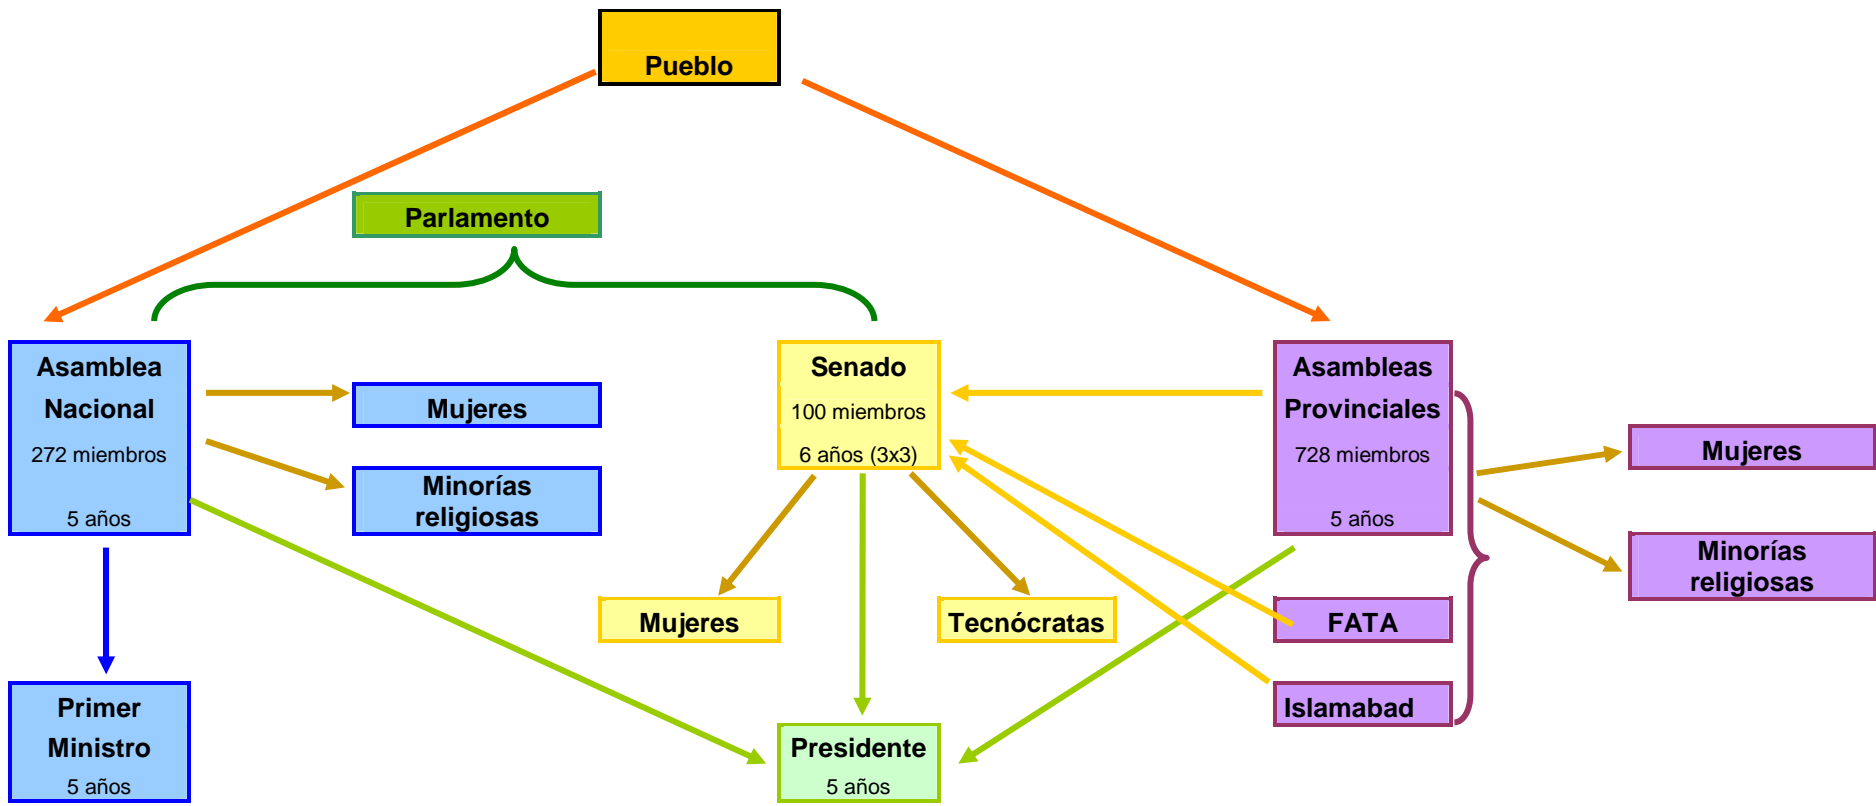 Pueblo
Parlamento
Asamblea
Nacional
272 miembros
5 años
Mujeres
Minorías
religiosas
Senado
100 miembros
6 años (3x3)
Asambleas
Provinciales
728 miembros
5 años
Mujeres
Minorías
religiosas
Mujeres
Tecnócratas
FATA
Islamabad
Primer
Ministro
5 años
Presidente
5 años